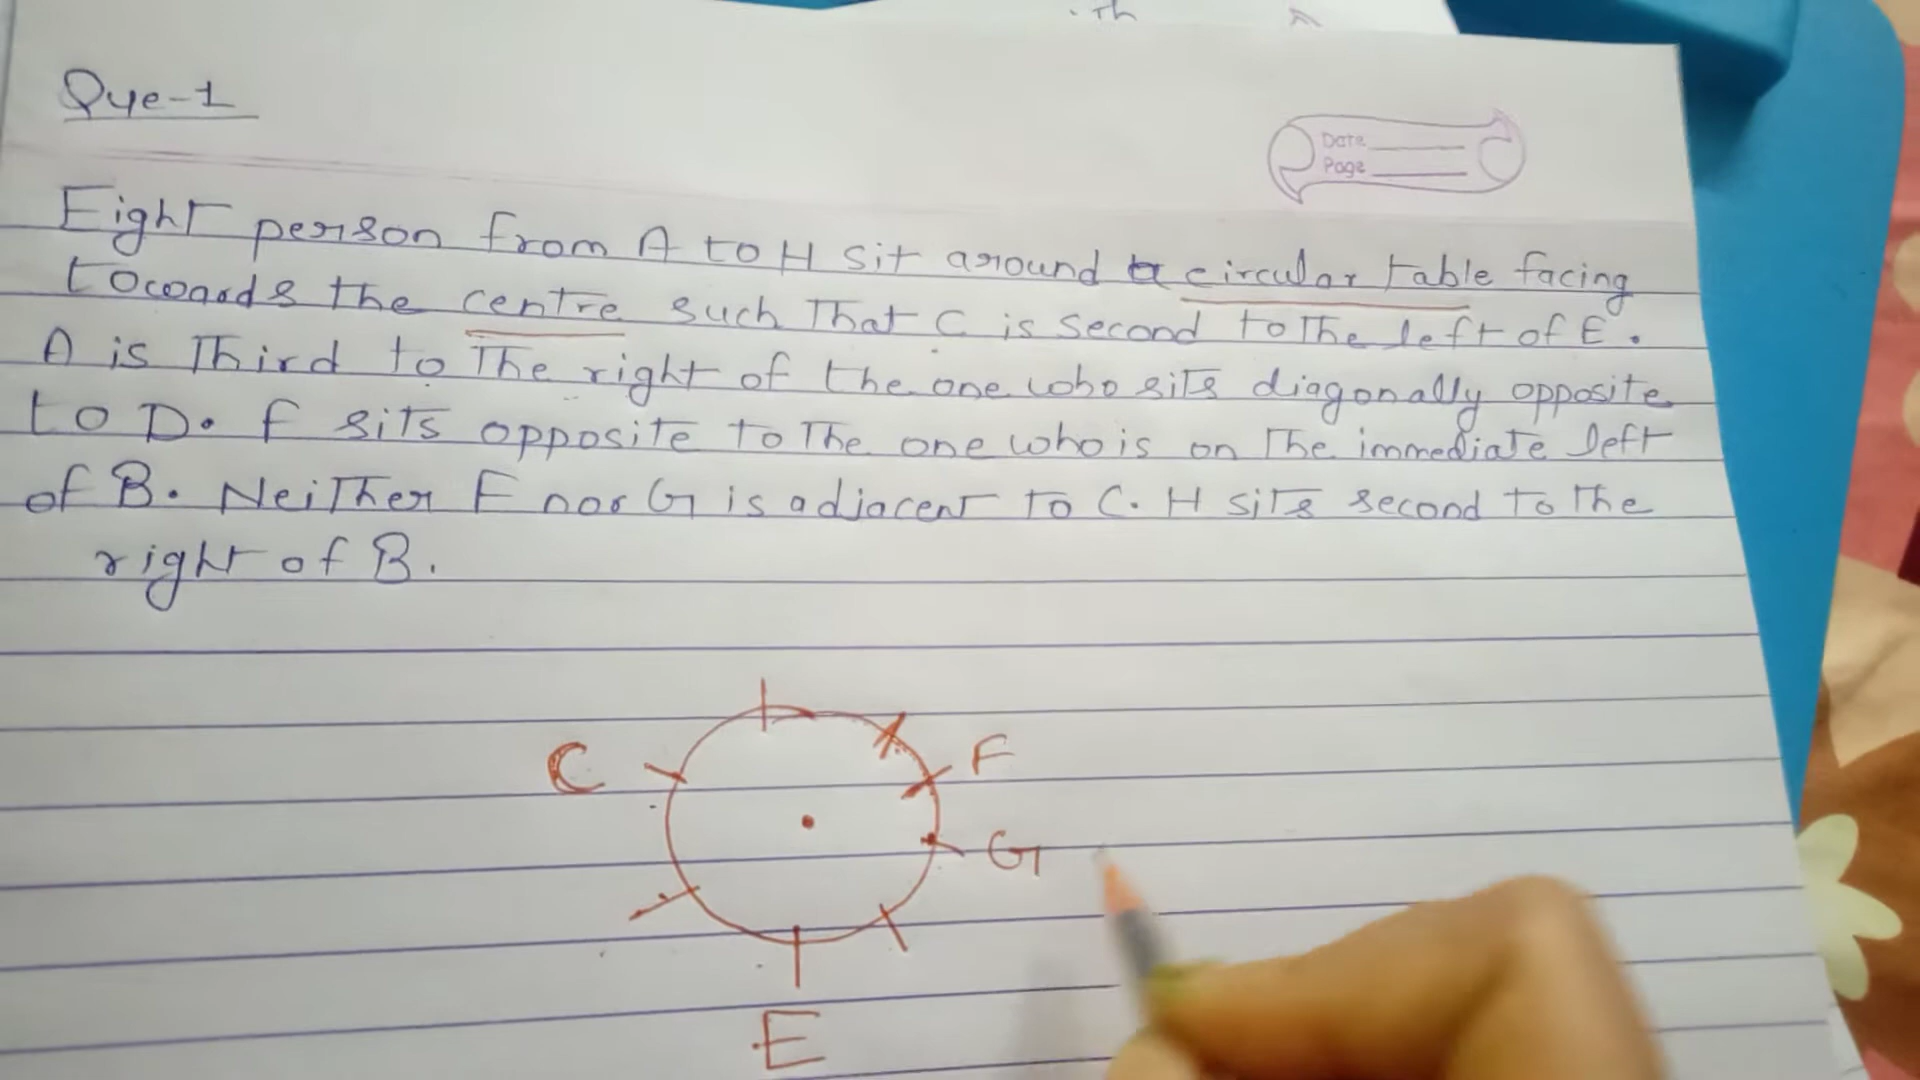 Que-1
Date
Page
Eight person from A to H sit around a circular table facing
towards the centre such that C is second to the left of E.
A is Third to The right of the one who sits diagonally opposite
to D. F sits opposite to The one who is on The immediate left
of B. Neither F nor G is adjacent to C. H sits second to the
right of B.
C
F
G
E